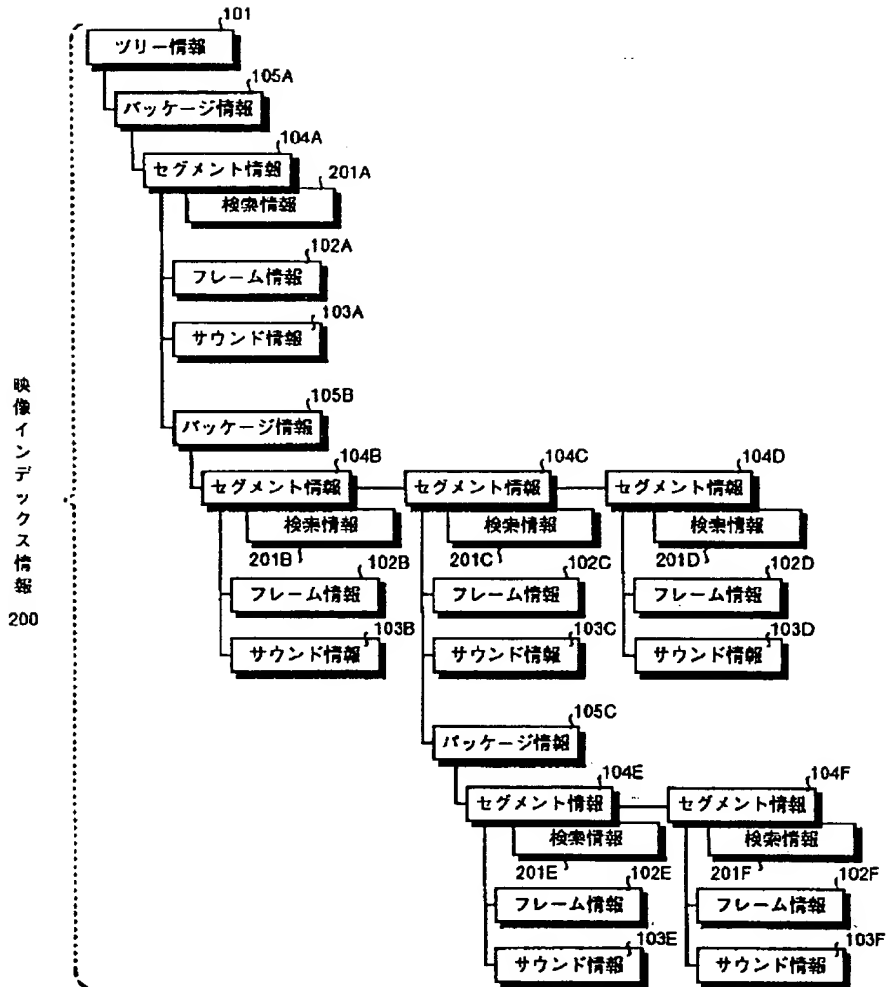 101
ツリー情報
105A
パッケージ情報
104A
セグメント情報
201A
検索情報
102A
フレーム情報
103A
サウンド情報
105B
パッケージ情報
104B
セグメント情報
104C
セグメント情報
104D
セグメント情報
検索情報
検索情報
検索情報
201B
102B
201C
102C
201D
102D
フレーム情報
フレーム情報
フレーム情報
103B
103C
103D
サウンド情報
サウンド情報
サウンド情報
105C
パッケージ情報
104E
セグメント情報
104F
セグメント情報
検索情報
検索情報
201E
102E
201F
102F
フレーム情報
フレーム情報
103E
103F
サウンド情報
サウンド情報
映像インデックス情報
200